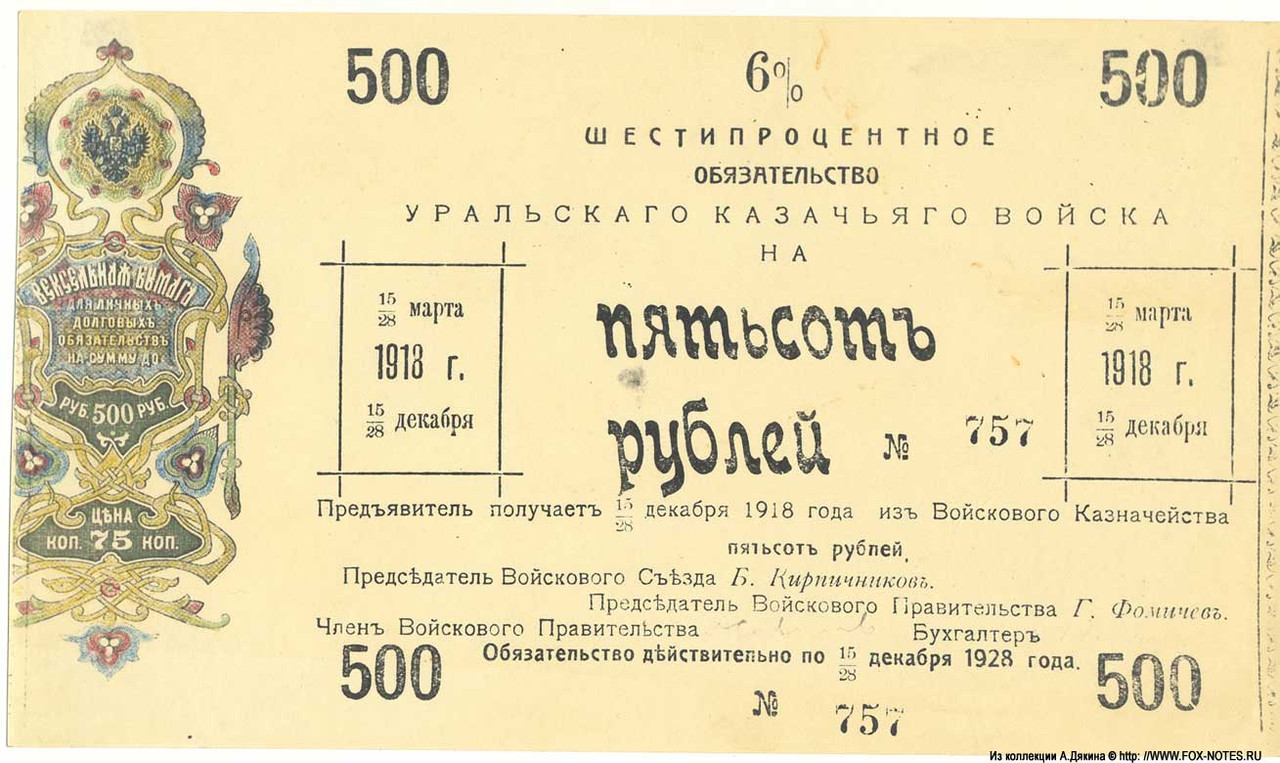 500 6% 500
ШЕСТИПРОЦЕНТНОЕ
ОБЯЗАТЕЛЬСТВО
УРАЛЬСКАГО КАЗАЧЬЯГО ВОЙСКА
НА
ВЕКСЕЛЬНАЯ БУМАГА
ДЛЯ ЛИЧНЫХЪ
ДОЛГОВЫХЪ
ОБЯЗАТЕЛЬСТВЪ
НА СУММУ ДО
РУБ. 500 РУБ.
ЦѢНА
КОП. 75 КОП.
15/28 марта
1918 г.
15/28 декабря
пятьсотъ
рублей
№ 757
15/28 марта
1918 г.
15/28 декабря
Предъявитель получаетъ 15/28 декабря 1918 года изъ Войскового Казначейства
пятьсотъ рублей,
Предсѣдатель Войскового Съѣзда Б. Кирпичниковъ.
Предсѣдатель Войскового Правительства Г. Фомичевъ.
Членъ Войскового Правительства Бухгалтеръ
Обязательство дѣйствительно по 15/28 декабря 1928 года.
500 500
№ 757
Из коллекции А.Дякина © http: //WWW.FOX-NOTES.RU